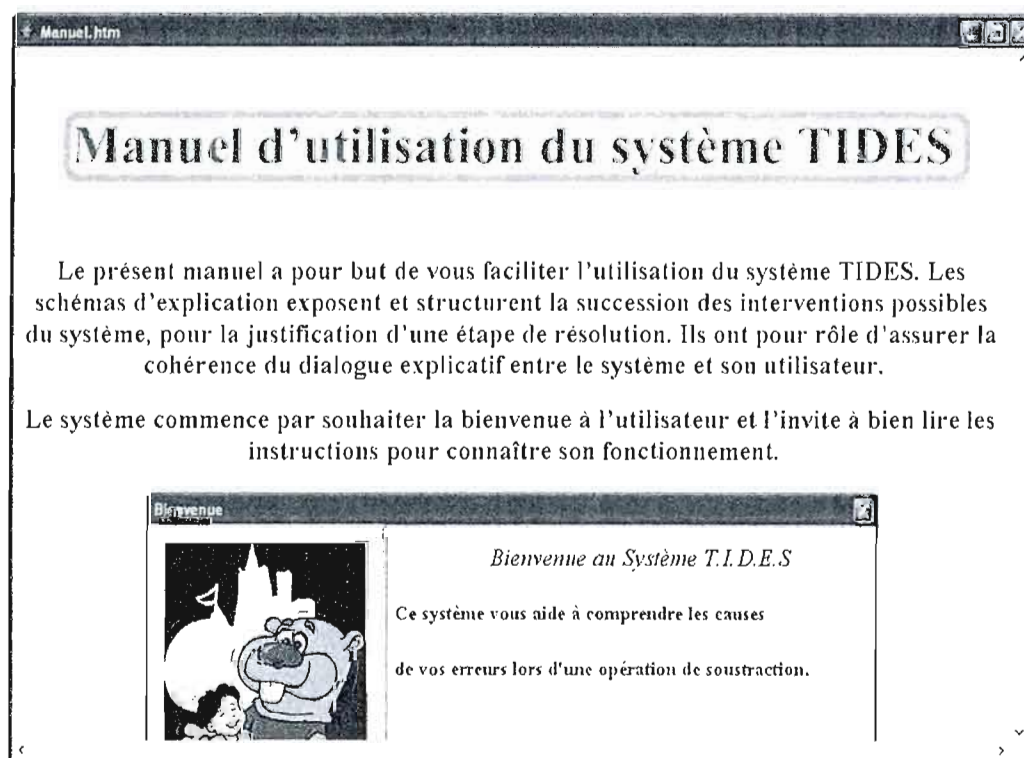 Manuel.htm
Manuel d'utilisation du système TIDES
Le présent manuel a pour but de vous faciliter l'utilisation du système TIDES. Les
schémas d'explication exposent et structurent la succession des interventions possibles
du système, pour la justification d'une étape de résolution. Ils ont pour rôle d'assurer la
cohérence du dialogue explicatif entre le système et son utilisateur.
Le système commence par souhaiter la bienvenue à l'utilisateur et l'invite à bien lire les
instructions pour connaître son fonctionnement.
Bienvenue
Bienvenue au Système T.I.D.E.S
Ce système vous aide à comprendre les causes
de vos erreurs lors d'une opération de soustraction.